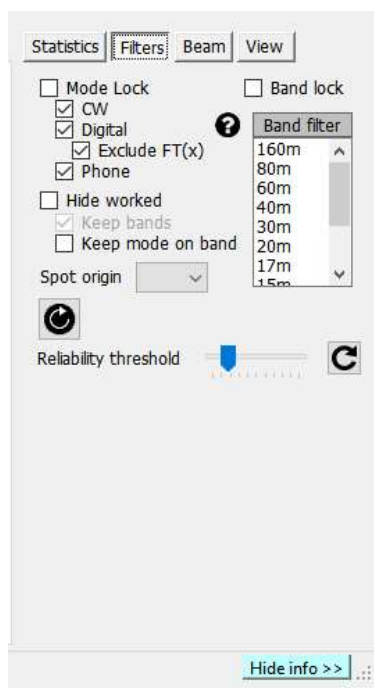 Statistics Filters Beam View
Mode Lock
Band lock
CW
Digital
?
Exclude FT(x)
Phone
Band filter
160m
80m
60m
40m
30m
20m
17m
15m
Hide worked
Keep bands
Keep mode on band
Spot origin
Reliability threshold
Hide info >>